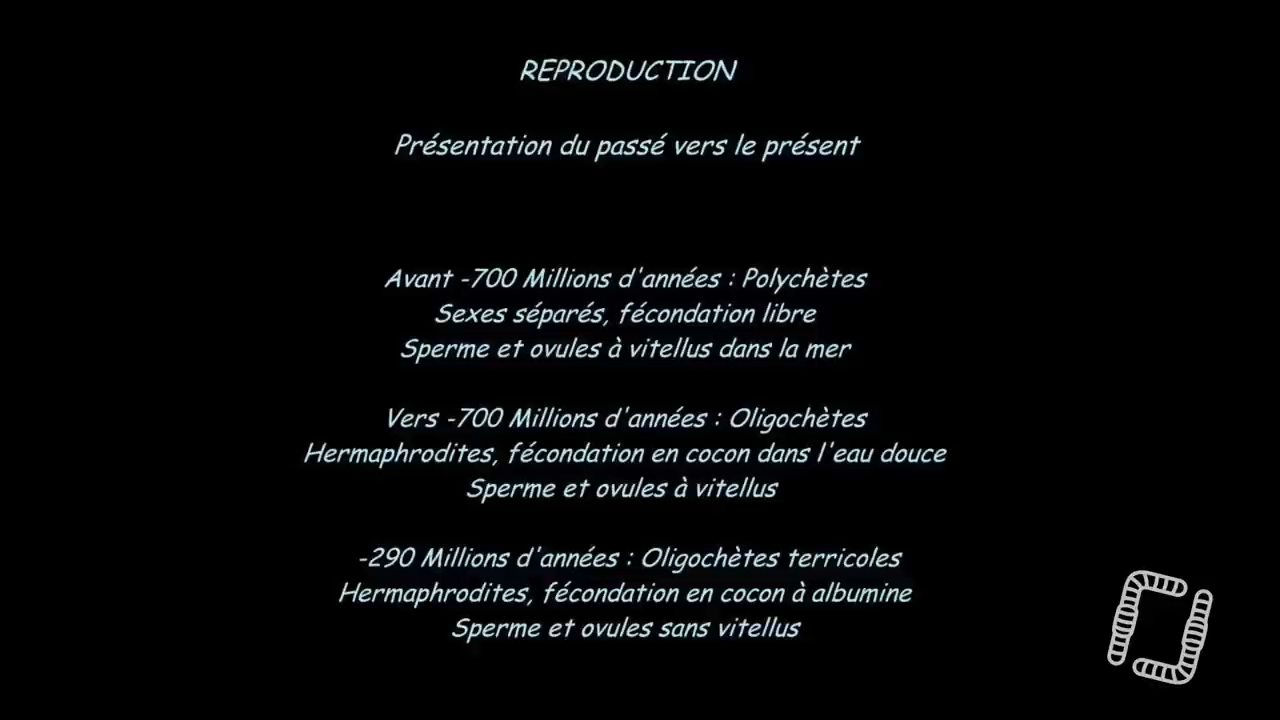 REPRODUCTION
Présentation du passé vers le présent
Avant -700 Millions d'années : Polychètes
Sexes séparés, fécondation libre
Sperme et ovules à vitellus dans la mer
Vers -700 Millions d'années : Oligochètes
Hermaphrodites, fécondation en cocon dans l'eau douce
Sperme et ovules à vitellus
-290 Millions d'années : Oligochètes terricoles
Hermaphrodites, fécondation en cocon à albumine
Sperme et ovules sans vitellus